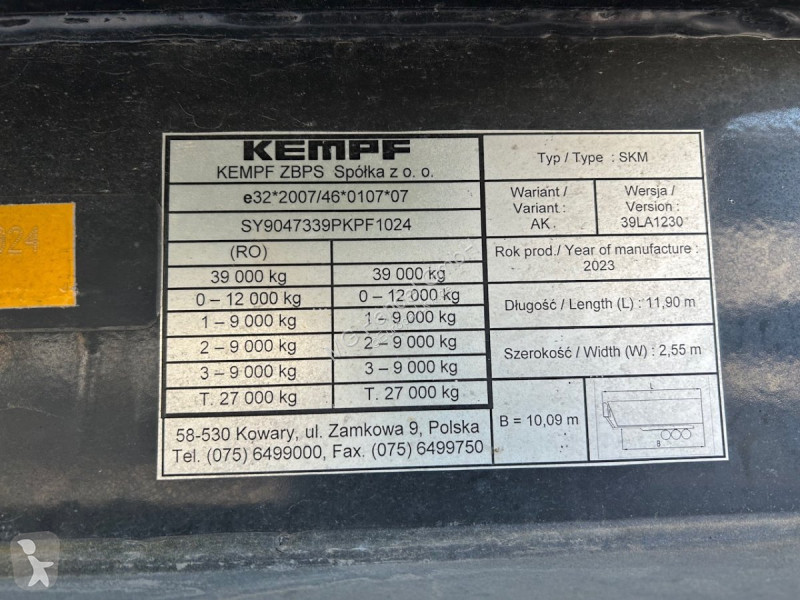 KEMPF
KEMPF ZBPS Spółka z o. o.
e32*2007/46*0107*07
SY9047339PKPF1024
(RO)
39 000 kg 39 000 kg
0 – 12 000 kg 0 – 12 000 kg
1 – 9 000 kg 1 – 9 000 kg
2 – 9 000 kg 2 – 9 000 kg
3 – 9 000 kg 3 – 9 000 kg
T. 27 000 kg T. 27 000 kg
58-530 Kowary, ul. Zamkowa 9, Polska
Tel. (075) 6499000, Fax. (075) 6499750
Typ / Type : SKM
Wariant /
Variant :
AK
Wersja /
Version :
39LA1230
Rok prod./ Year of manufacture :
2023
Długość / Length (L) : 11,90 m
Szerokość / Width (W) : 2,55 m
B = 10,09 m
L
B